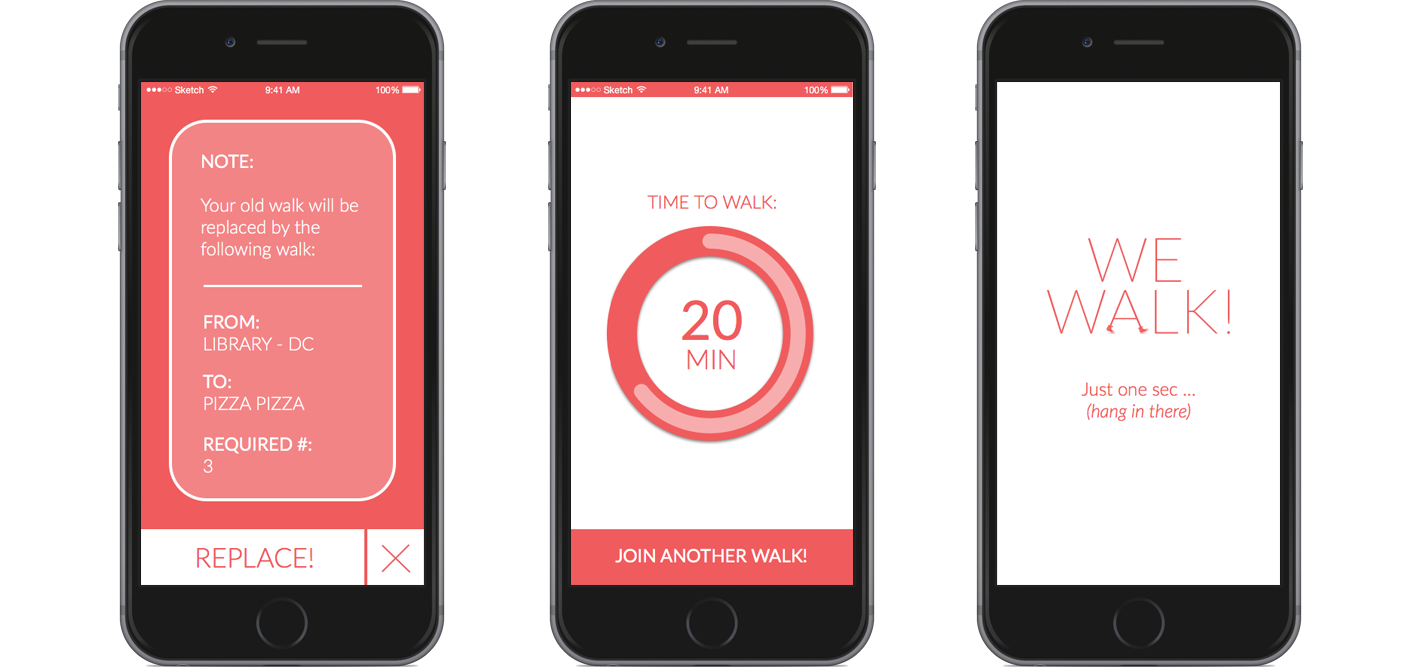 Sketch 9:41 AM 100%
NOTE:
Your old walk will be
replaced by the
following walk:
FROM:
LIBRARY - DC
TO:
PIZZA PIZZA
REQUIRED #:
3
REPLACE!
Sketch 9:41 AM 100%
TIME TO WALK:
20
MIN
JOIN ANOTHER WALK!
WE
WALK!
Just one sec ...
(hang in there)